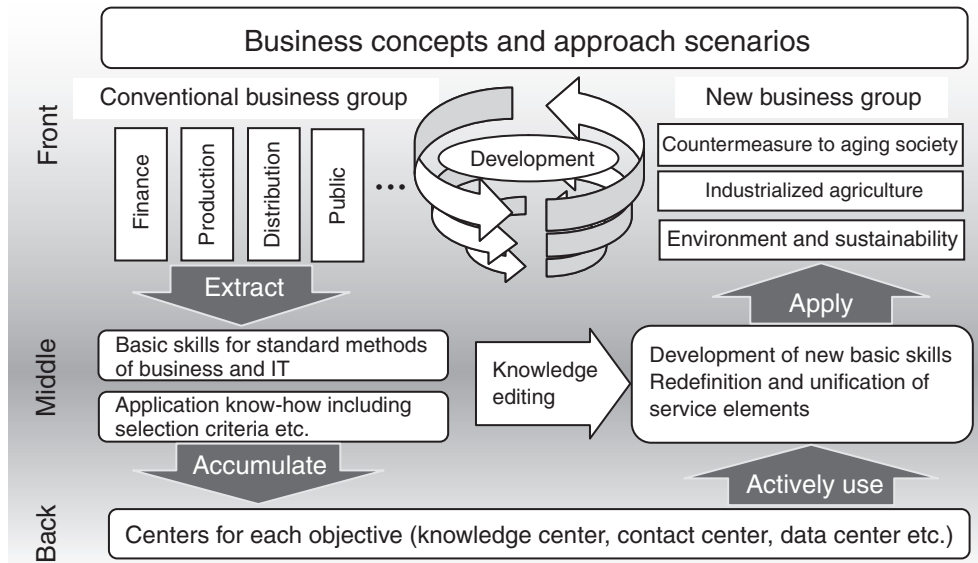 Business concepts and approach scenarios
Front
Conventional business group
New business group
Finance
Production
Distribution
Public
...
Development
Countermeasure to aging society
Industrialized agriculture
Environment and sustainability
Extract
Apply
Middle
Basic skills for standard methods
of business and IT
Application know-how including
selection criteria etc.
Knowledge
editing
Development of new basic skills
Redefinition and unification of
service elements
Accumulate
Actively use
Back
Centers for each objective (knowledge center, contact center, data center etc.)